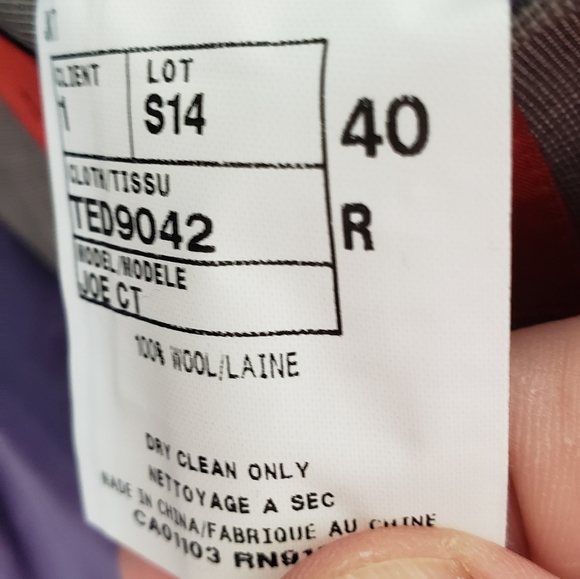 CLIENT LOT
1 S14 40
CLOTH/TISSU
TED9042 R
MODEL/MODELE
JOE CT
100% WOOL/LAINE
DRY CLEAN ONLY
NETTOYAGE A SEC
MADE IN CHINA/FABRIQUE AU CHINE
CA01103